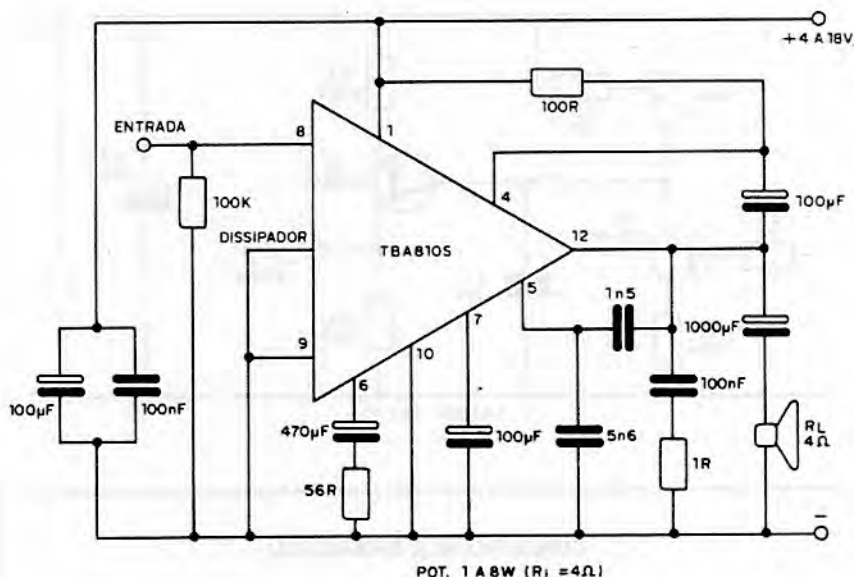 +4 A 18V
100R
1
ENTRADA
8
4
100K
100µF
DISSIPADOR
TBA810S
12
5
1n5
1000µF
7
9
10
6
100nF
100µF
100nF
470µF
100µF
5n6
RL
4Ω
56R
1R
–
POT. 1 A 8W (RL = 4Ω)